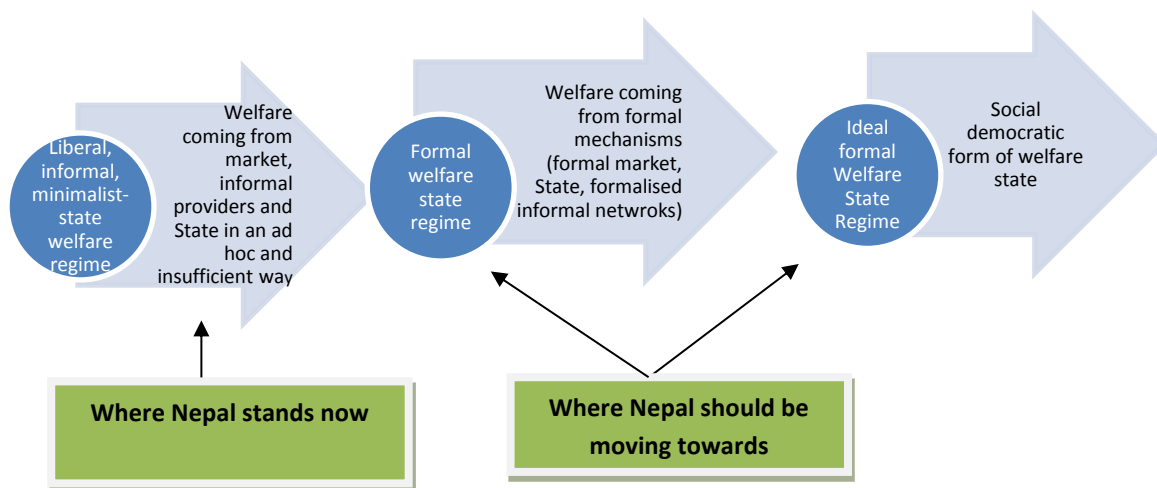 Liberal,
informal,
minimalist-
state
welfare
regime
Welfare
coming from
market,
informal
providers and
State in an ad
hoc and
insufficient way
Formal
welfare
state
regime
Welfare coming
from formal
mechanisms
(formal market,
State, formalised
informal netwroks)
Ideal
formal
Welfare
State
Regime
Social
democratic
form of welfare
state
Where Nepal stands now
Where Nepal should be
moving towards